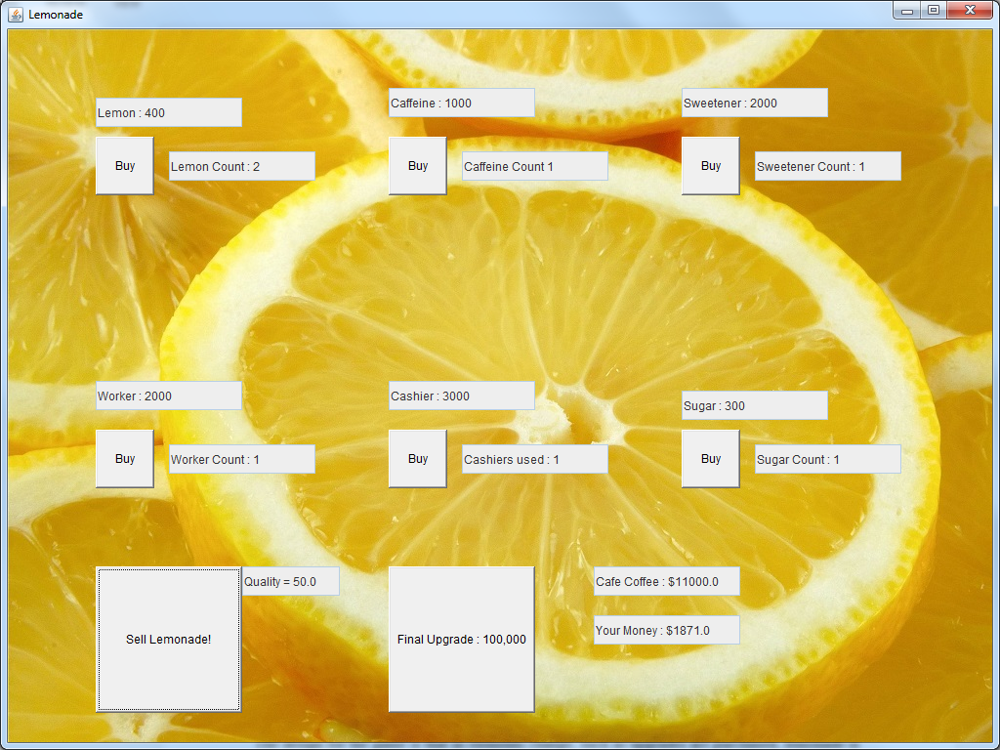 Lemonade
Lemon : 400
Caffeine : 1000
Sweetener : 2000
Buy
Lemon Count : 2
Buy
Caffeine Count 1
Buy
Sweetener Count : 1
Worker : 2000
Cashier : 3000
Sugar : 300
Buy
Worker Count : 1
Buy
Cashiers used : 1
Buy
Sugar Count : 1
Sell Lemonade!
Quality = 50.0
Final Upgrade : 100,000
Cafe Coffee : $11000.0
Your Money : $1871.0